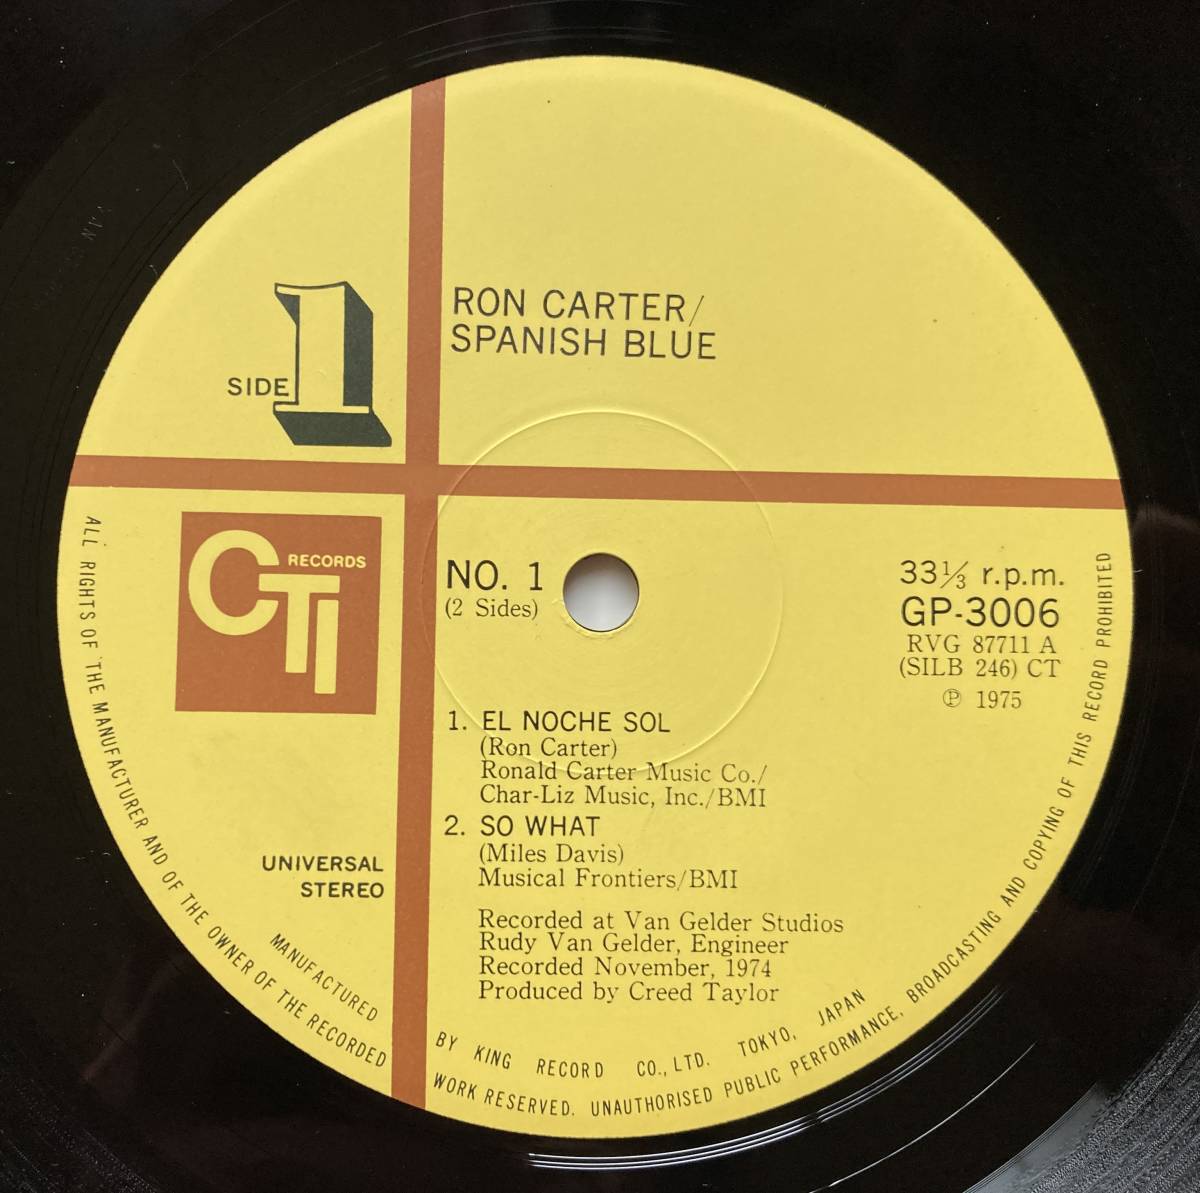 RON CARTER/
SPANISH BLUE
SIDE 1
CTI RECORDS
NO. 1
(2 Sides)
33 1/3 r.p.m.
GP-3006
RVG 87711 A
(SILB 246) CT
℗ 1975
1. EL NOCHE SOL
(Ron Carter)
Ronald Carter Music Co./
Char-Liz Music, Inc./BMI
2. SO WHAT
(Miles Davis)
Musical Frontiers/BMI
UNIVERSAL
STEREO
Recorded at Van Gelder Studios
Rudy Van Gelder, Engineer
Recorded November, 1974
Produced by Creed Taylor
MANUFACTURED BY KING RECORD CO., LTD. TOKYO, JAPAN
ALL RIGHTS OF THE MANUFACTURER AND OF THE OWNER OF THE RECORDED WORK RESERVED. UNAUTHORISED PUBLIC PERFORMANCE, BROADCASTING AND COPYING OF THIS RECORD PROHIBITED